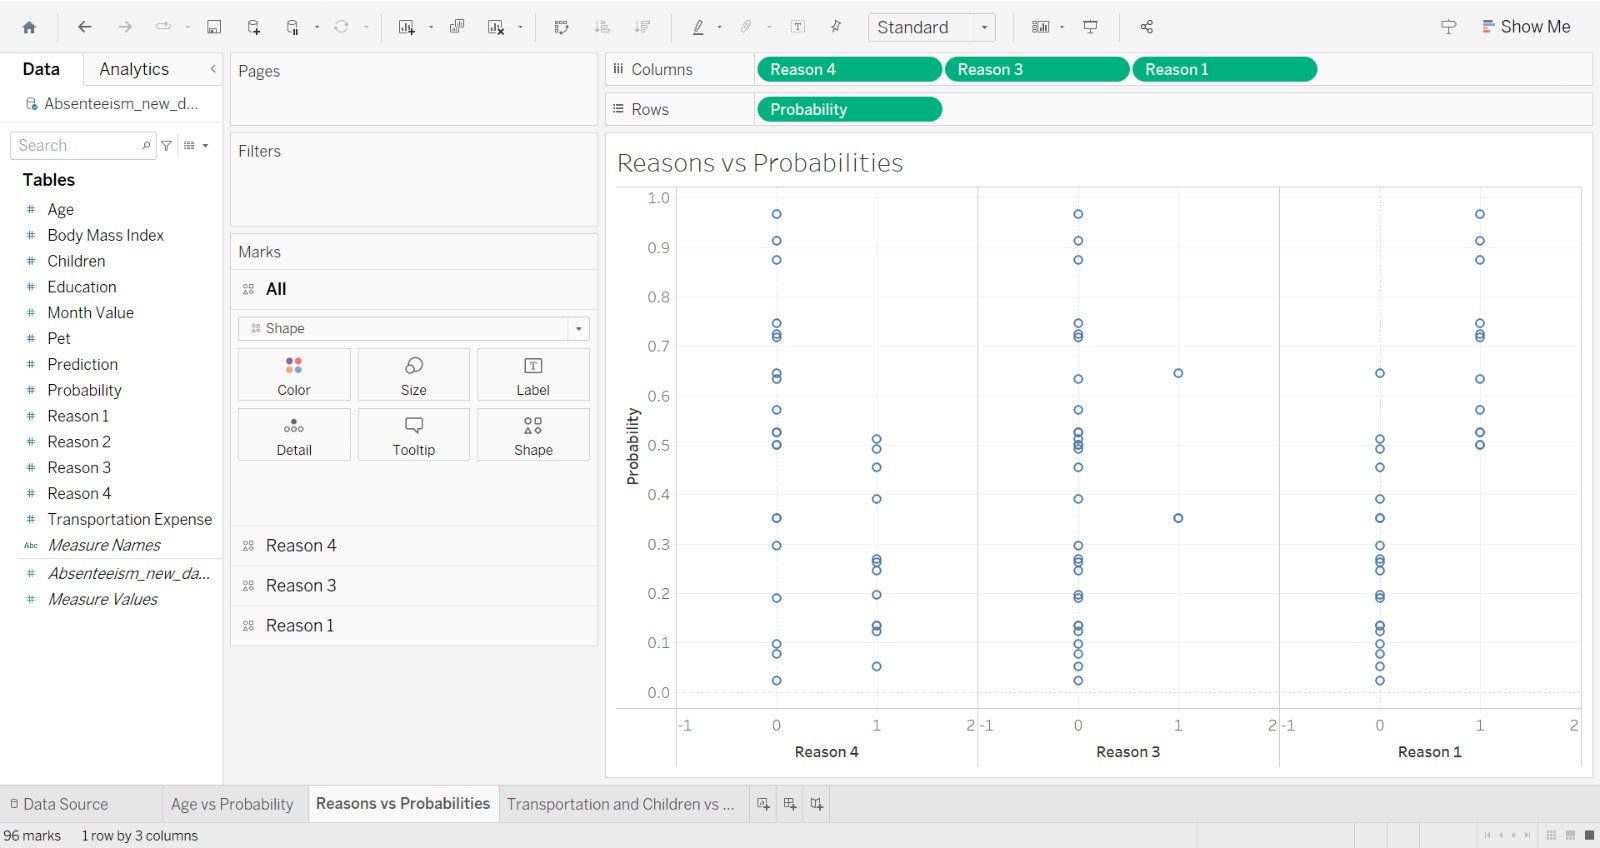 Standard
Show Me
Data
Analytics
Absenteeism_new_d...
Search
Tables
Age
Body Mass Index
Children
Education
Month Value
Pet
Prediction
Probability
Reason 1
Reason 2
Reason 3
Reason 4
Transportation Expense
Abc Measure Names
Absenteeism_new_da...
Measure Values
Pages
Filters
Marks
All
Shape
Color Size Label
Detail Tooltip Shape
Reason 4
Reason 3
Reason 1
Columns Reason 4 Reason 3 Reason 1
Rows Probability
Reasons vs Probabilities
1.0
0.9
0.8
0.7
0.6
0.5
0.4
0.3
0.2
0.1
0.0
Probability
-1 0 1 2 -1 0 1 2 -1 0 1 2
Reason 4 Reason 3 Reason 1
Data Source Age vs Probability Reasons vs Probabilities Transportation and Children vs ...
96 marks 1 row by 3 columns